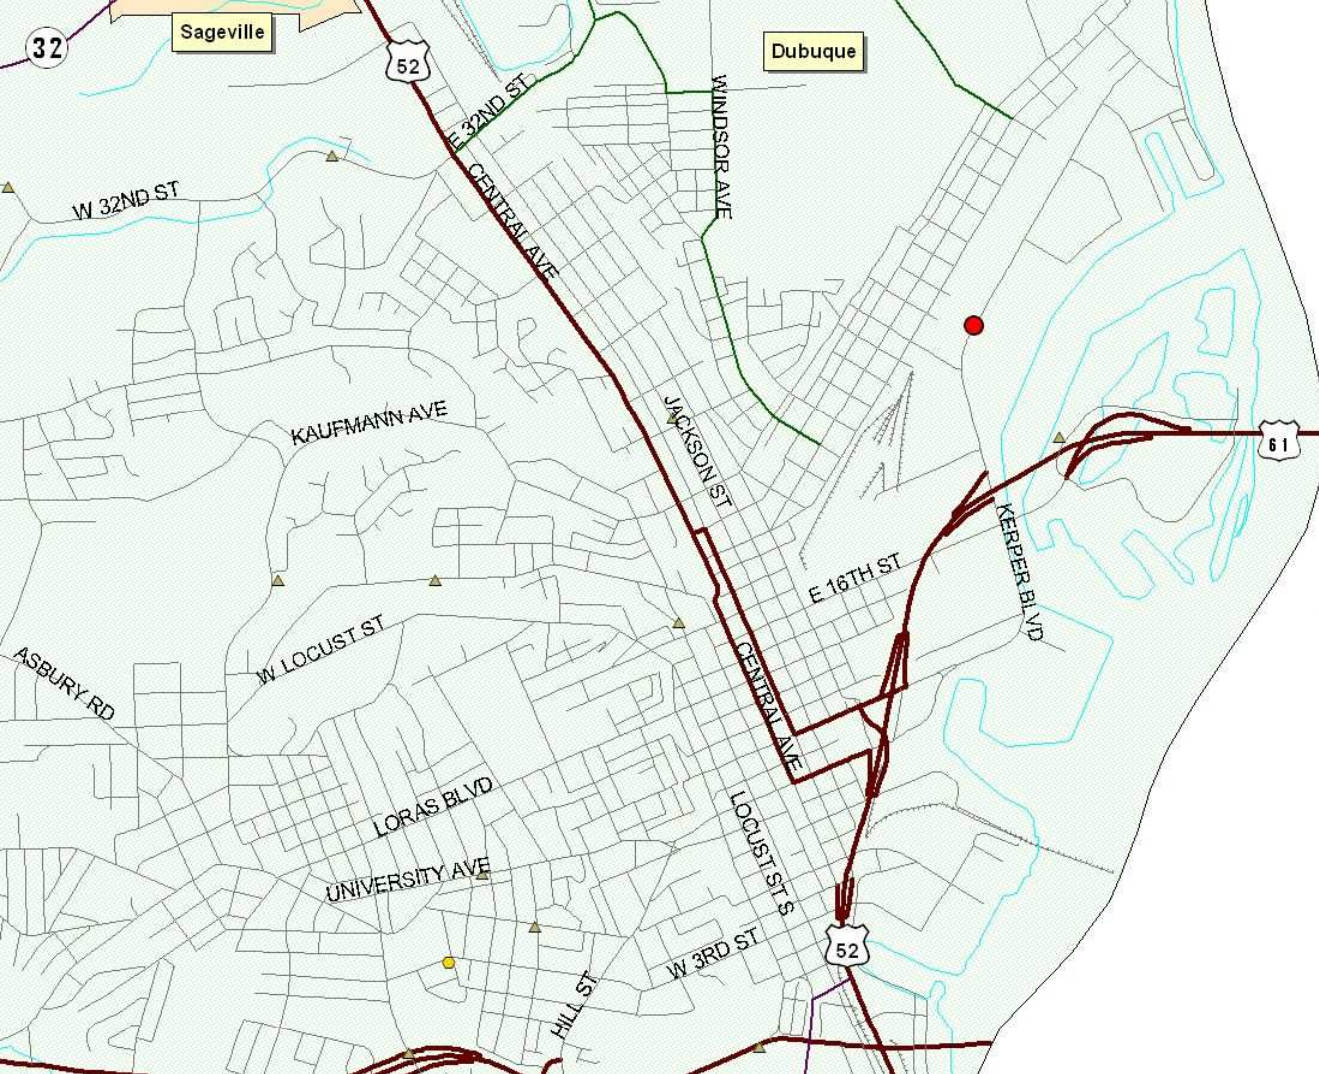 Sageville
32
52
Dubuque
E 32ND ST
WINDSOR AVE
W 32ND ST
CENTRAL AVE
KAUFMANN AVE
JACKSON ST
61
KERPER BLVD
E 16TH ST
W LOCUST ST
ASBURY RD
CENTRAL AVE
LORAS BLVD
LOCUST ST S
UNIVERSITY AVE
W 3RD ST
52
HILL ST